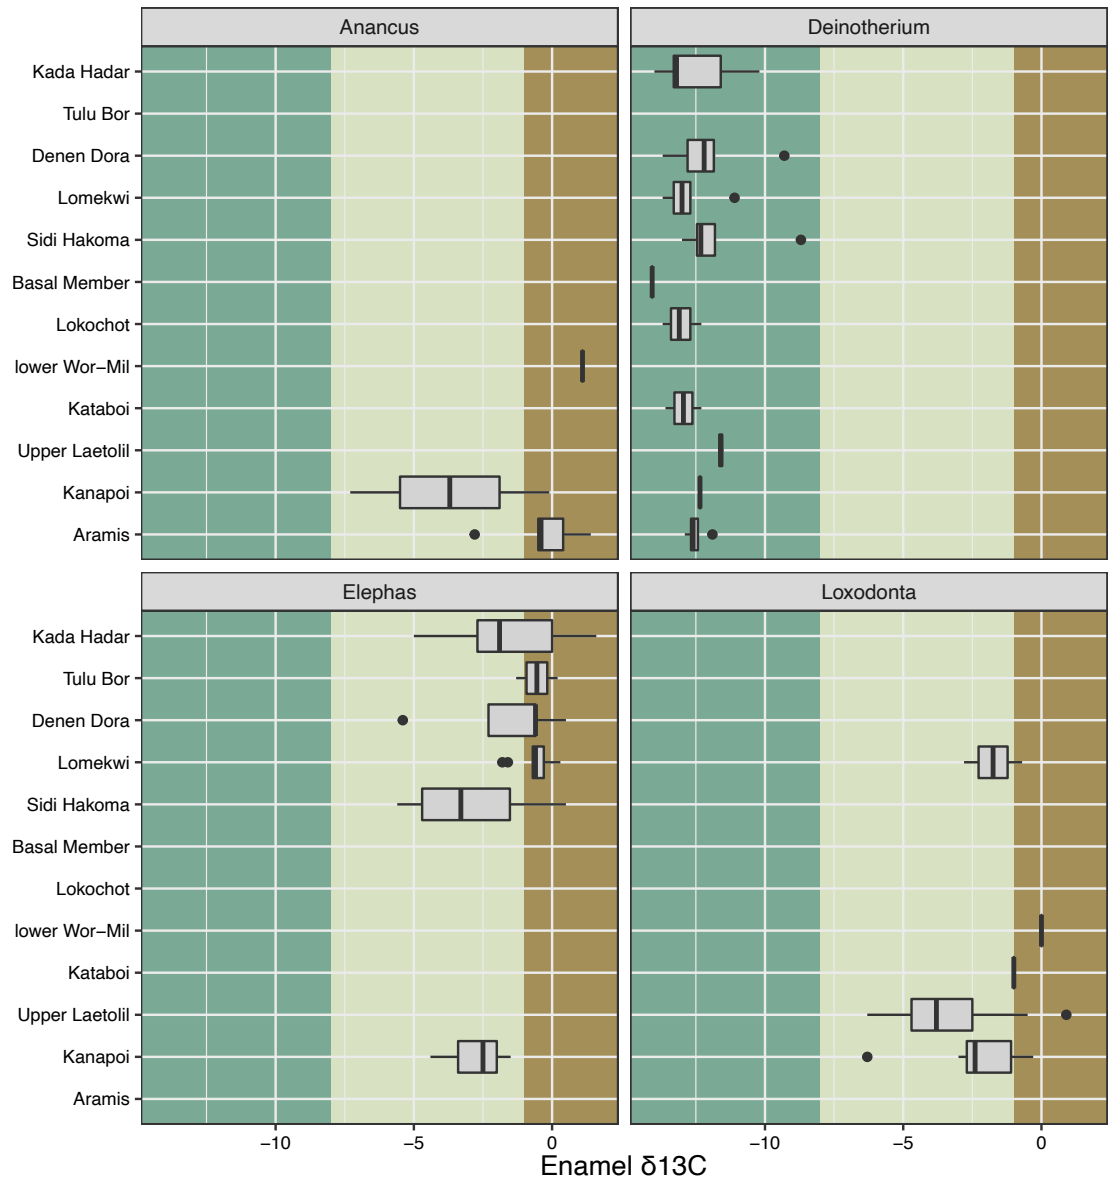 Anancus
Deinotherium
Kada Hadar
Tulu Bor
Denen Dora
Lomekwi
Sidi Hakoma
Basal Member
Lokochot
lower Wor−Mil
Kataboi
Upper Laetolil
Kanapoi
Aramis
Elephas
Loxodonta
Kada Hadar
Tulu Bor
Denen Dora
Lomekwi
Sidi Hakoma
Basal Member
Lokochot
lower Wor−Mil
Kataboi
Upper Laetolil
Kanapoi
Aramis
−10 −5 0 −10 −5 0
Enamel δ13C